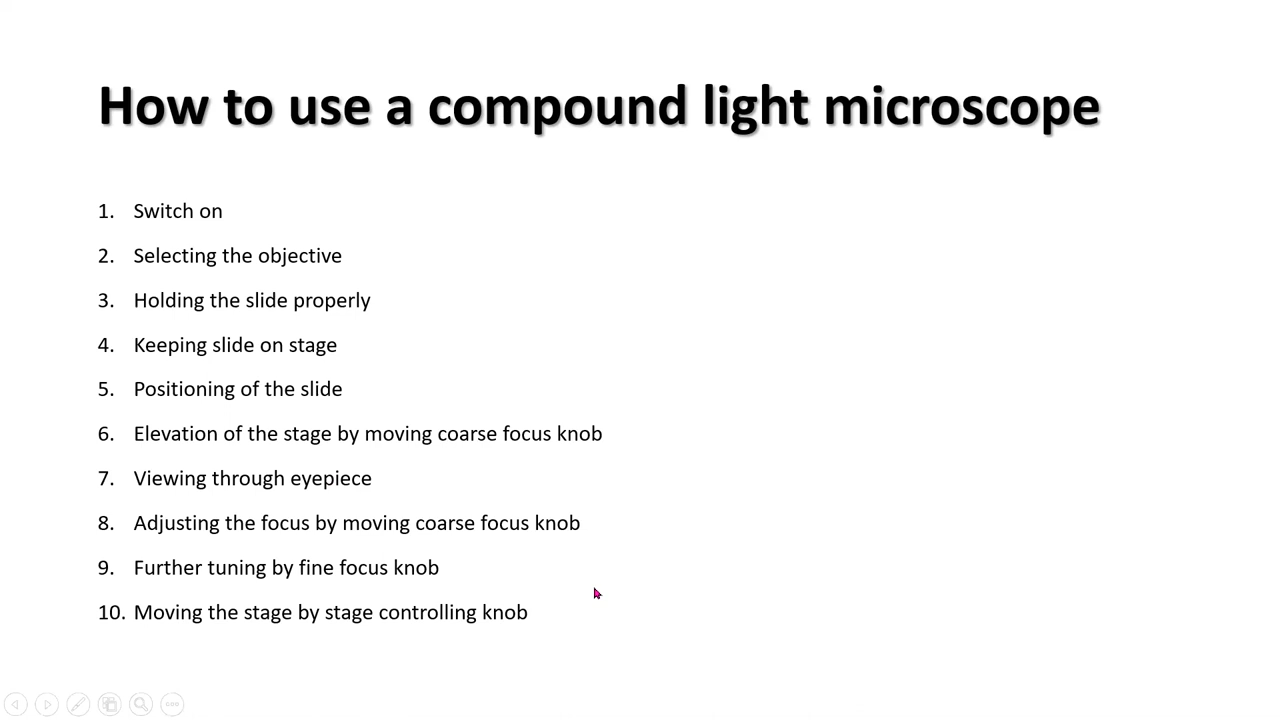 How to use a compound light microscope
1. Switch on
2. Selecting the objective
3. Holding the slide properly
4. Keeping slide on stage
5. Positioning of the slide
6. Elevation of the stage by moving coarse focus knob
7. Viewing through eyepiece
8. Adjusting the focus by moving coarse focus knob
9. Further tuning by fine focus knob
10. Moving the stage by stage controlling knob